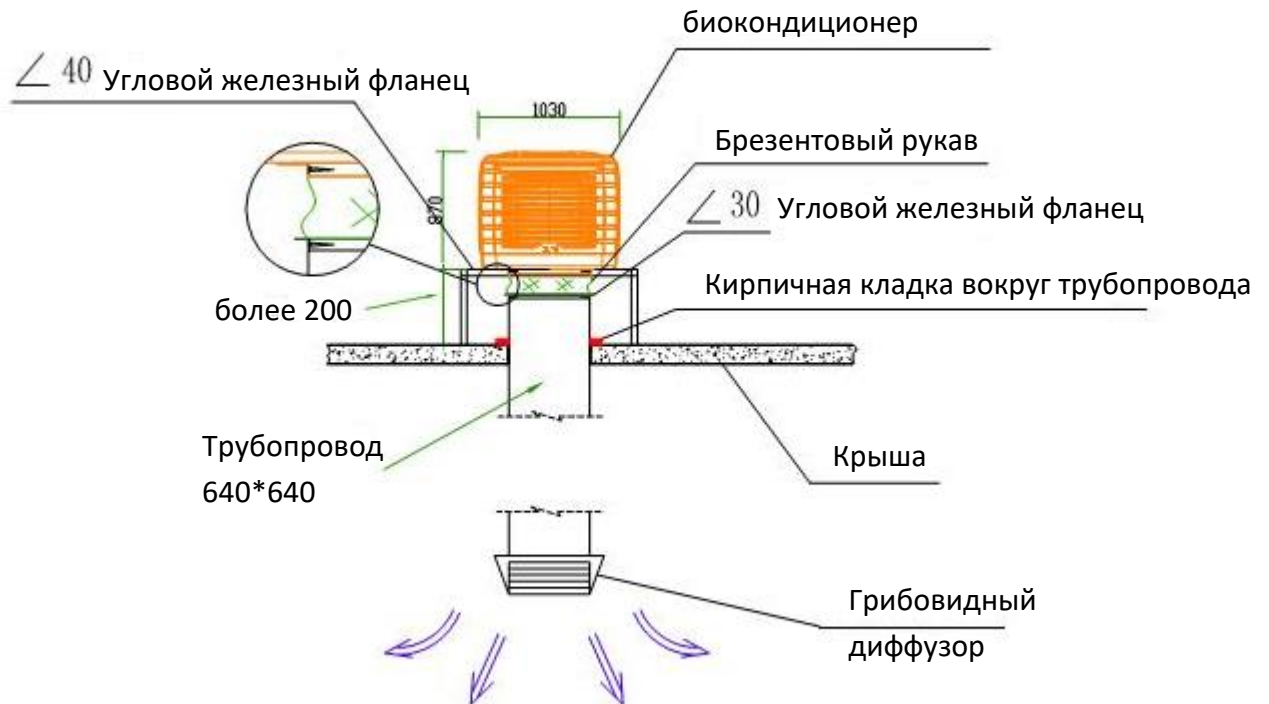 биокондиционер
∠ 40 Угловой железный фланец
1030
Брезентовый рукав
970
∠ 30 Угловой железный фланец
Кирпичная кладка вокруг трубопровода
более 200
Трубопровод
640*640
Крыша
Грибовидный
диффузор